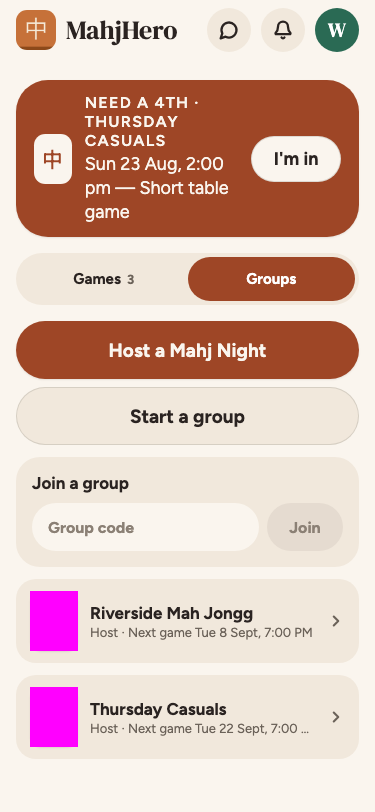 中 MahjHero W
NEED A 4TH ·
THURSDAY
CASUALS
中
Sun 23 Aug, 2:00
pm — Short table
game
I'm in
Games 3 Groups
Host a Mahj Night
Start a group
Join a group
Group code Join
Riverside Mah Jongg
Host · Next game Tue 8 Sept, 7:00 PM
Thursday Casuals
Host · Next game Tue 22 Sept, 7:00 ...